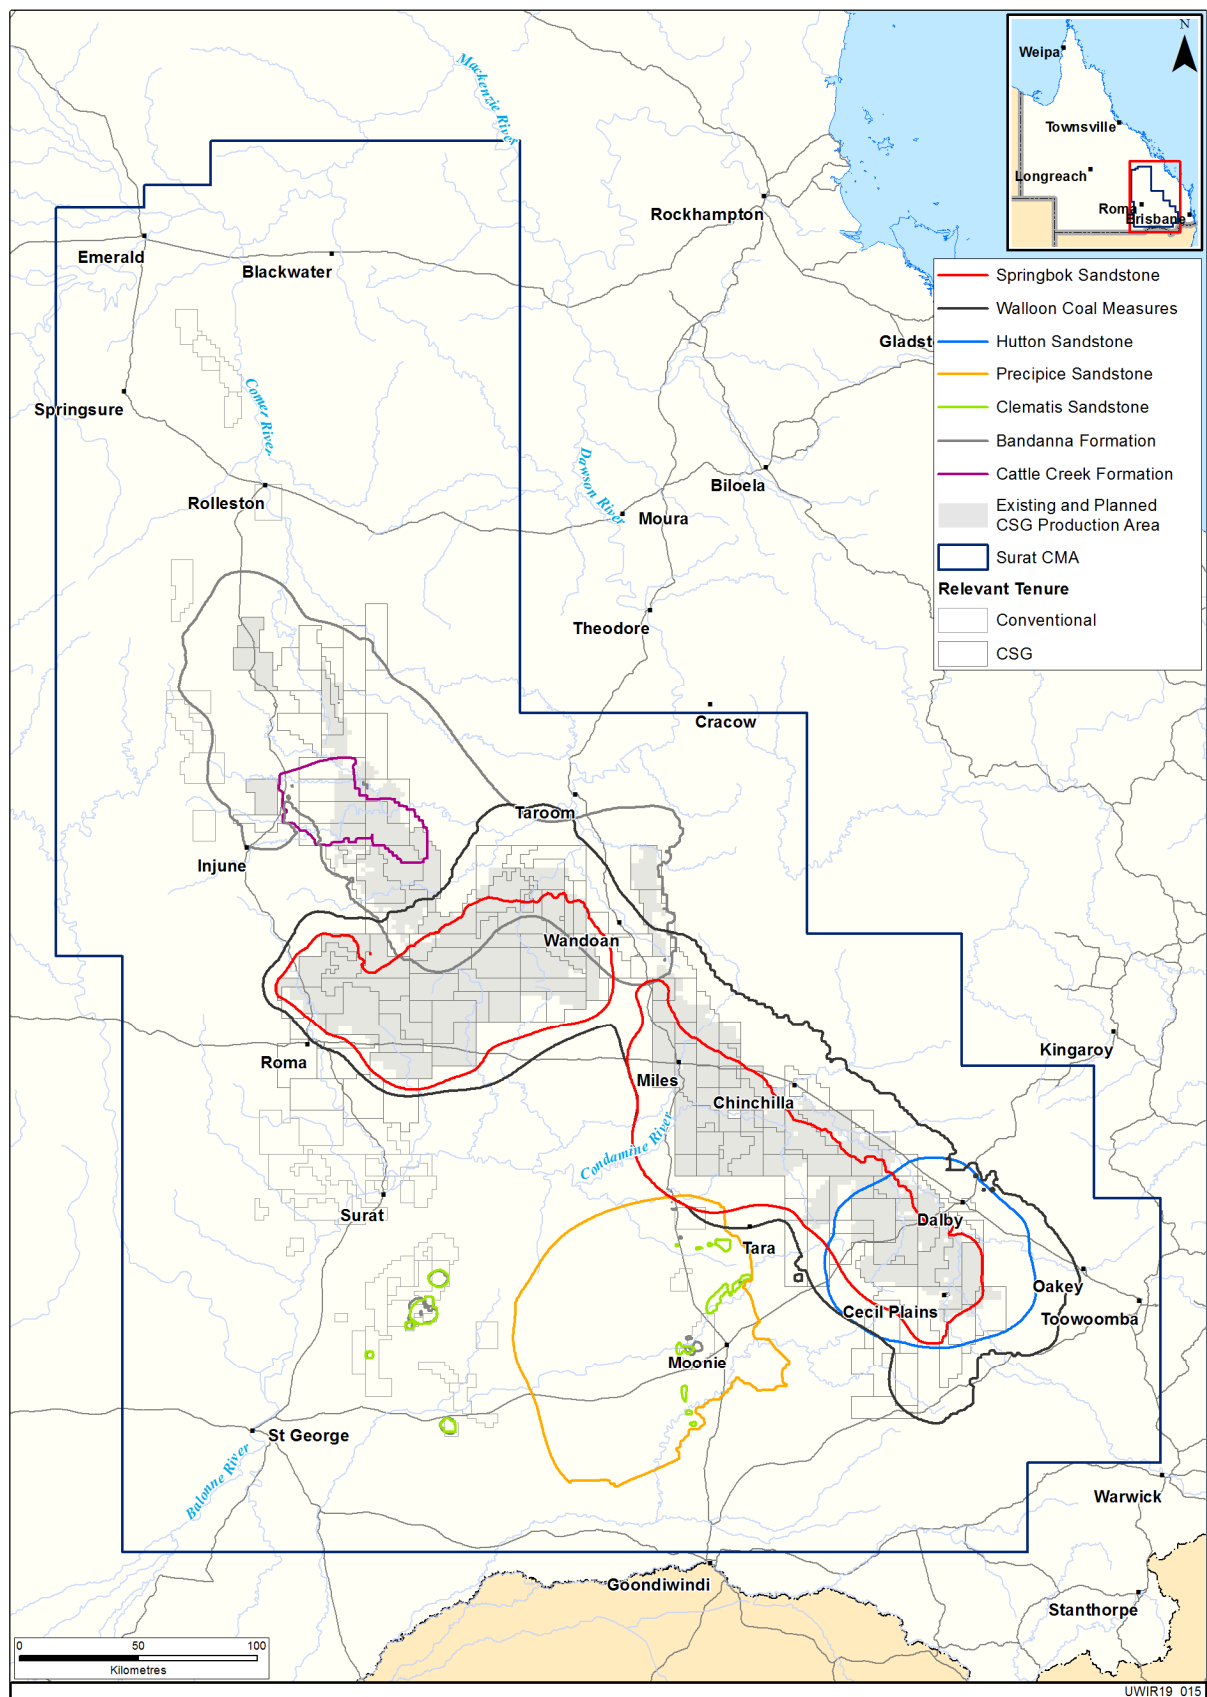 N
Weipa
Townsville
Longreach
Roma
Brisbane
Mackenzie River
Rockhampton
Emerald
Blackwater
Springbok Sandstone
Walloon Coal Measures
Hutton Sandstone
Precipice Sandstone
Clematis Sandstone
Bandanna Formation
Cattle Creek Formation
Existing and Planned
CSG Production Area
Surat CMA
Relevant Tenure
Conventional
CSG
Gladst
Springsure
Comer River
Rolleston
Dawson River
Biloela
Moura
Theodore
Cracow
Taroom
Injune
Wandoan
Roma
Kingaroy
Miles
Chinchilla
Condamine River
Surat
Dalby
Tara
Oakey
Cecil Plains
Toowoomba
Moonie
St George
Balonne River
Warwick
Goondiwindi
Stanthorpe
0 50 100
Kilometres
UWIR19_015